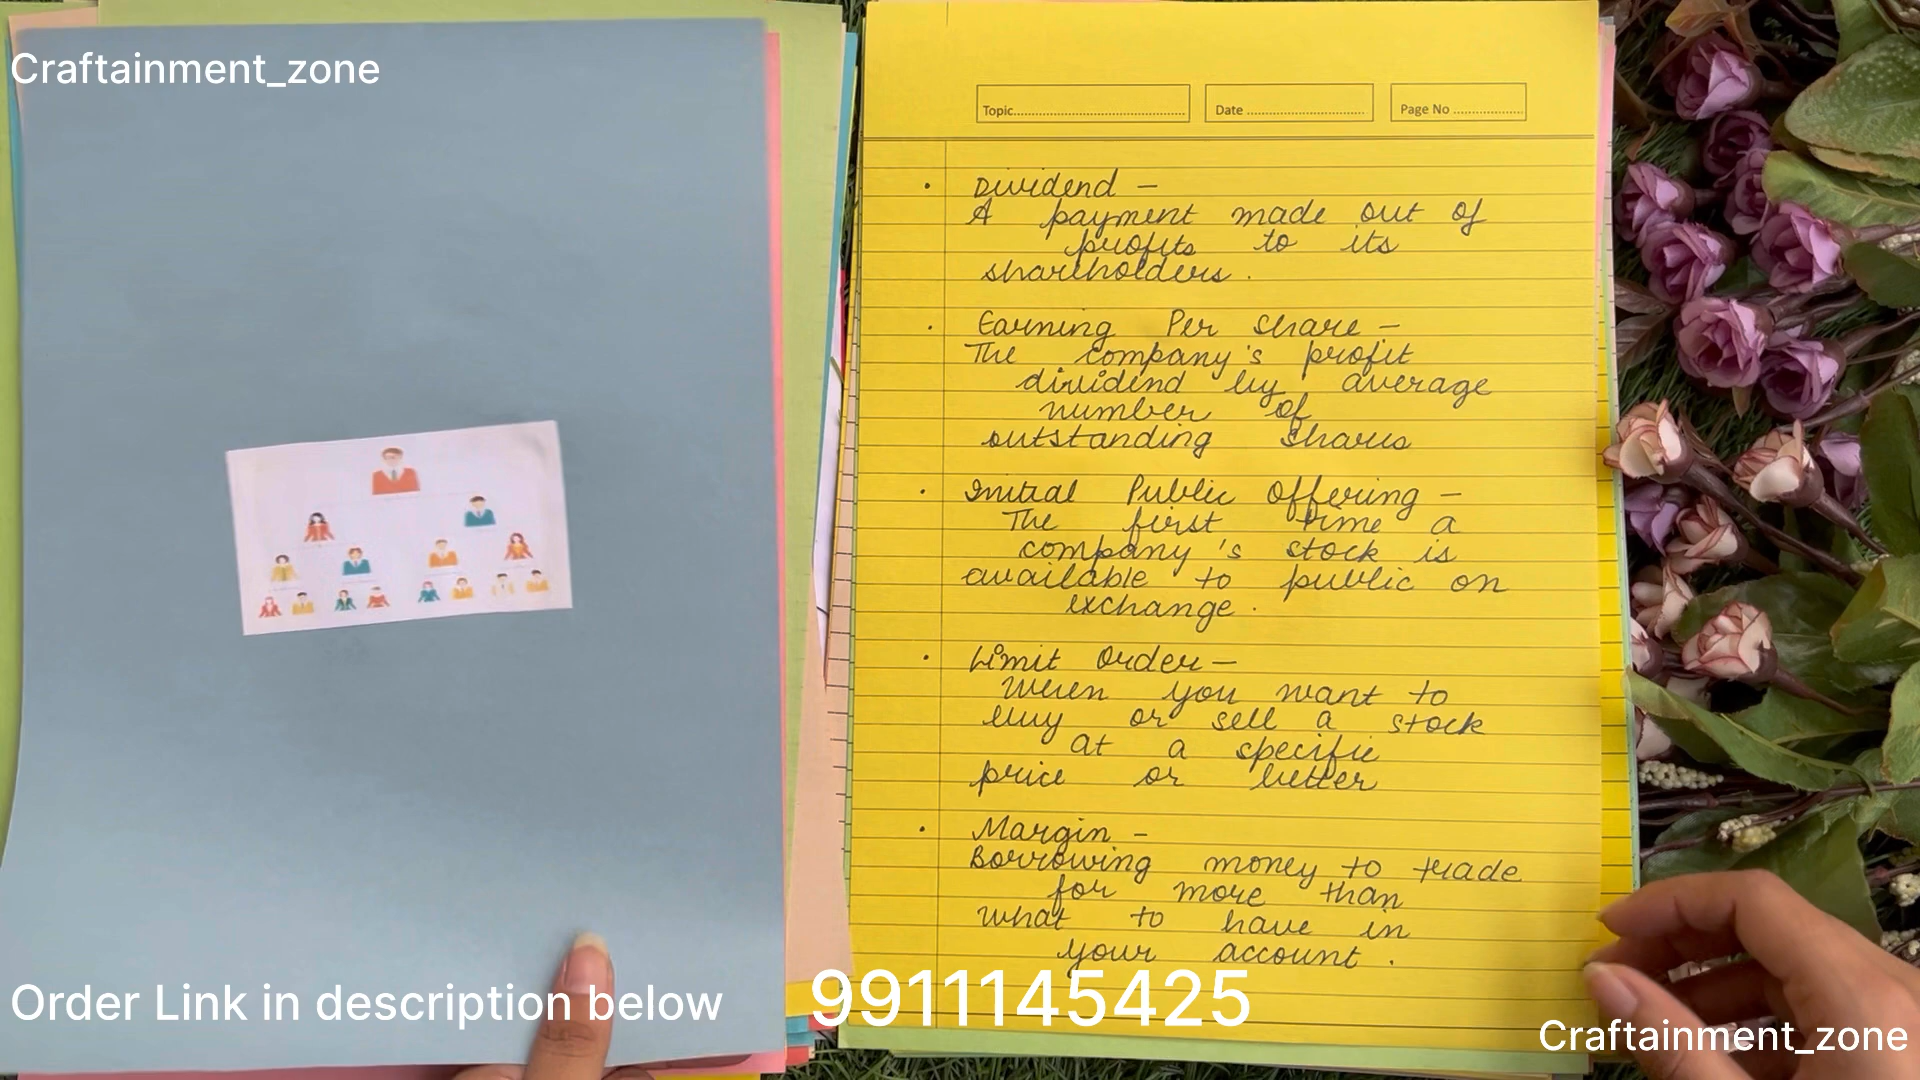 Craftainment_zone
Topic
Date
Page No
• Dividend –
A payment made out of
profits to its
shareholders.
• Earning Per Share –
The company's profit
dividend by average
number of
outstanding shares
• Initial Public Offering –
The first time a
company's stock is
available to public on
exchange.
• Limit Order –
When you want to
buy or sell a stock
at a specific
price or better
• Margin –
Borrowing money to trade
for more than
what to have in
your account.
Order Link in description below
9911145425
Craftainment_zone